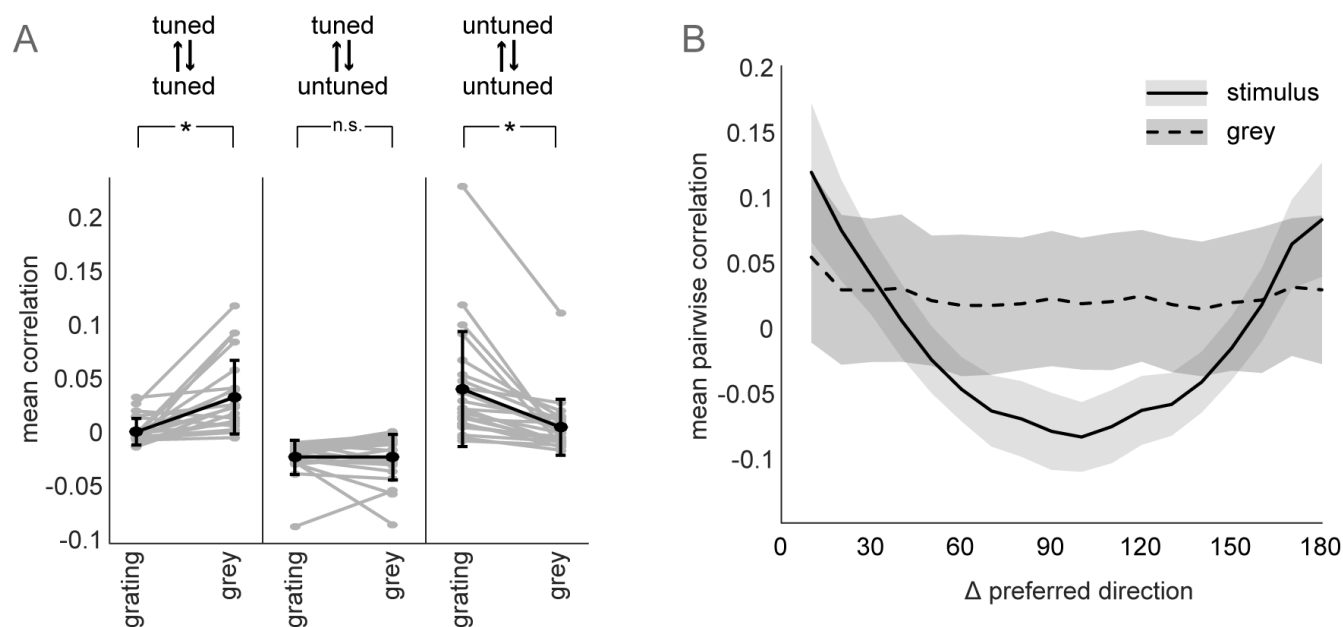 A
tuned
tuned
tuned
untuned
untuned
untuned
*
n.s.
*
mean correlation
0.2
0.15
0.1
0.05
0
-0.05
-0.1
grating
grey
grating
grey
grating
grey
B
stimulus
grey
mean pairwise correlation
0.2
0.15
0.1
0.05
0
-0.05
-0.1
0
30
60
90
120
150
180
Δ preferred direction